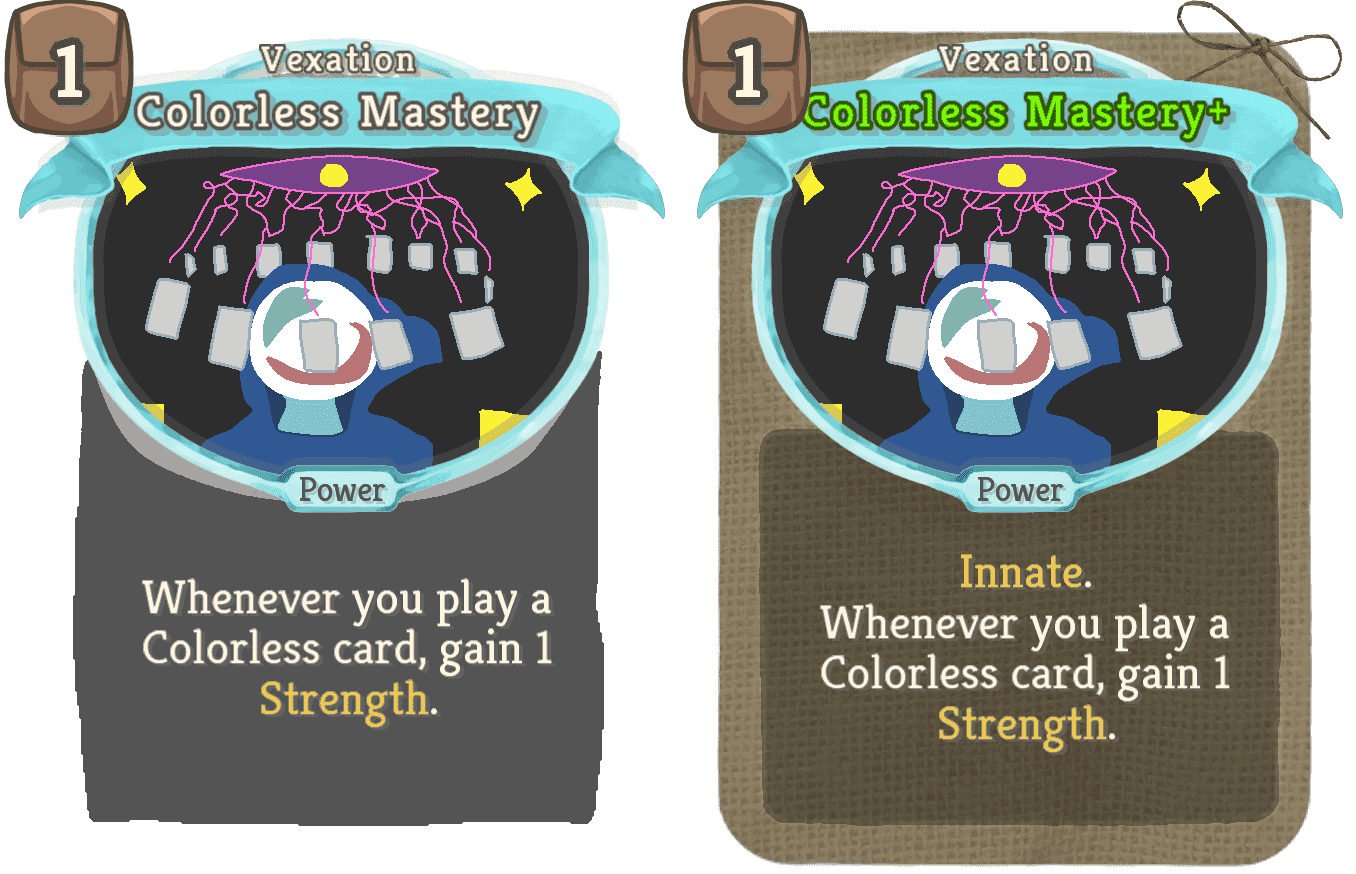 1
Vexation
Colorless Mastery
Power
Whenever you play a
Colorless card, gain 1
Strength.
1
Vexation
Colorless Mastery+
Power
Innate.
Whenever you play a
Colorless card, gain 1
Strength.